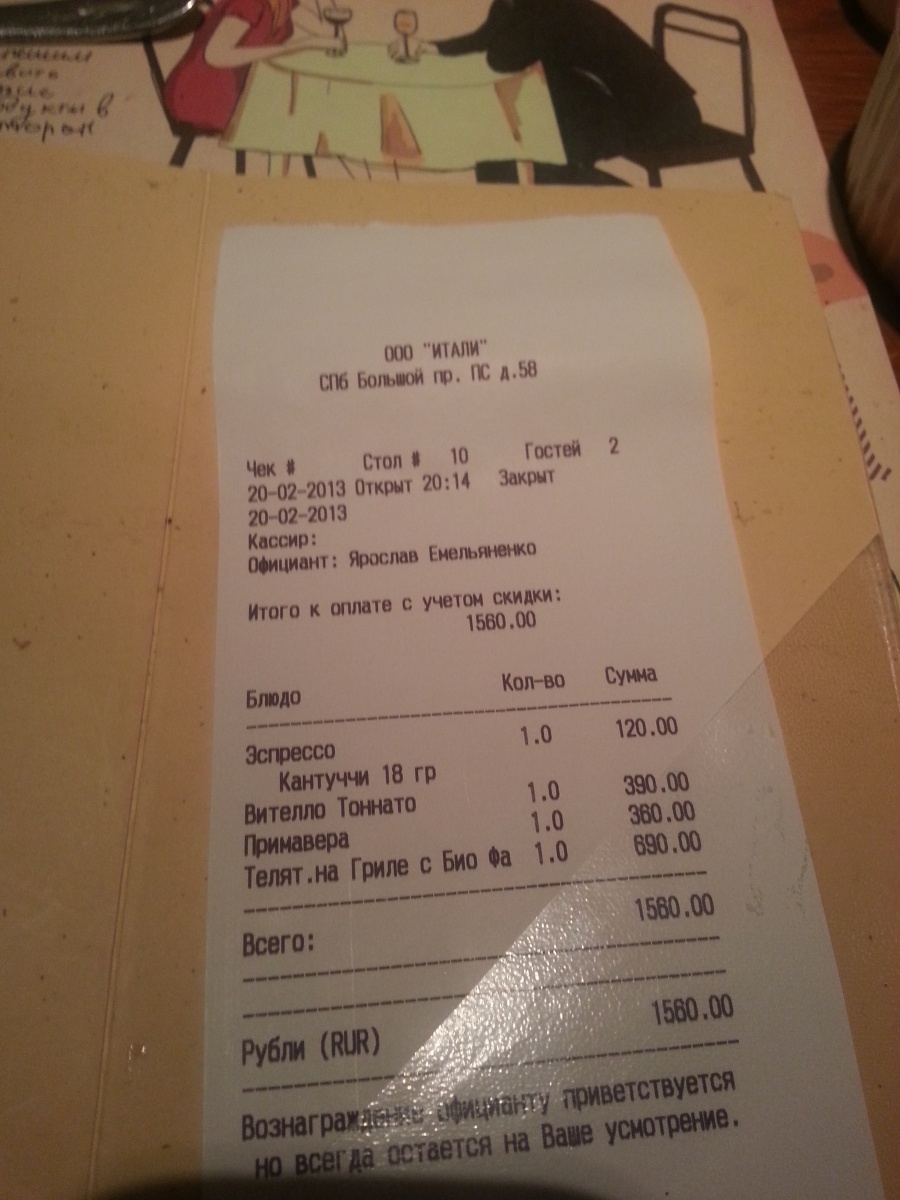 ООО "ИТАЛИ"
СПб Большой пр. ПС д.58
Чек # Стол # 10 Гостей 2
20-02-2013 Открыт 20:14 Закрыт
20-02-2013
Кассир:
Официант: Ярослав Емельяненко
Итого к оплате с учетом скидки:
1560.00
Блюдо Кол-во Сумма
Эспрессо 1.0 120.00
Кантуччи 18 гр
Вителло Тоннато 1.0 390.00
Примавера 1.0 360.00
Телят.на Гриле с Био Фа 1.0 690.00
Всего: 1560.00
Рубли (RUR) 1560.00
Вознаграждение официанту приветствуется
но всегда остается на Ваше усмотрение.